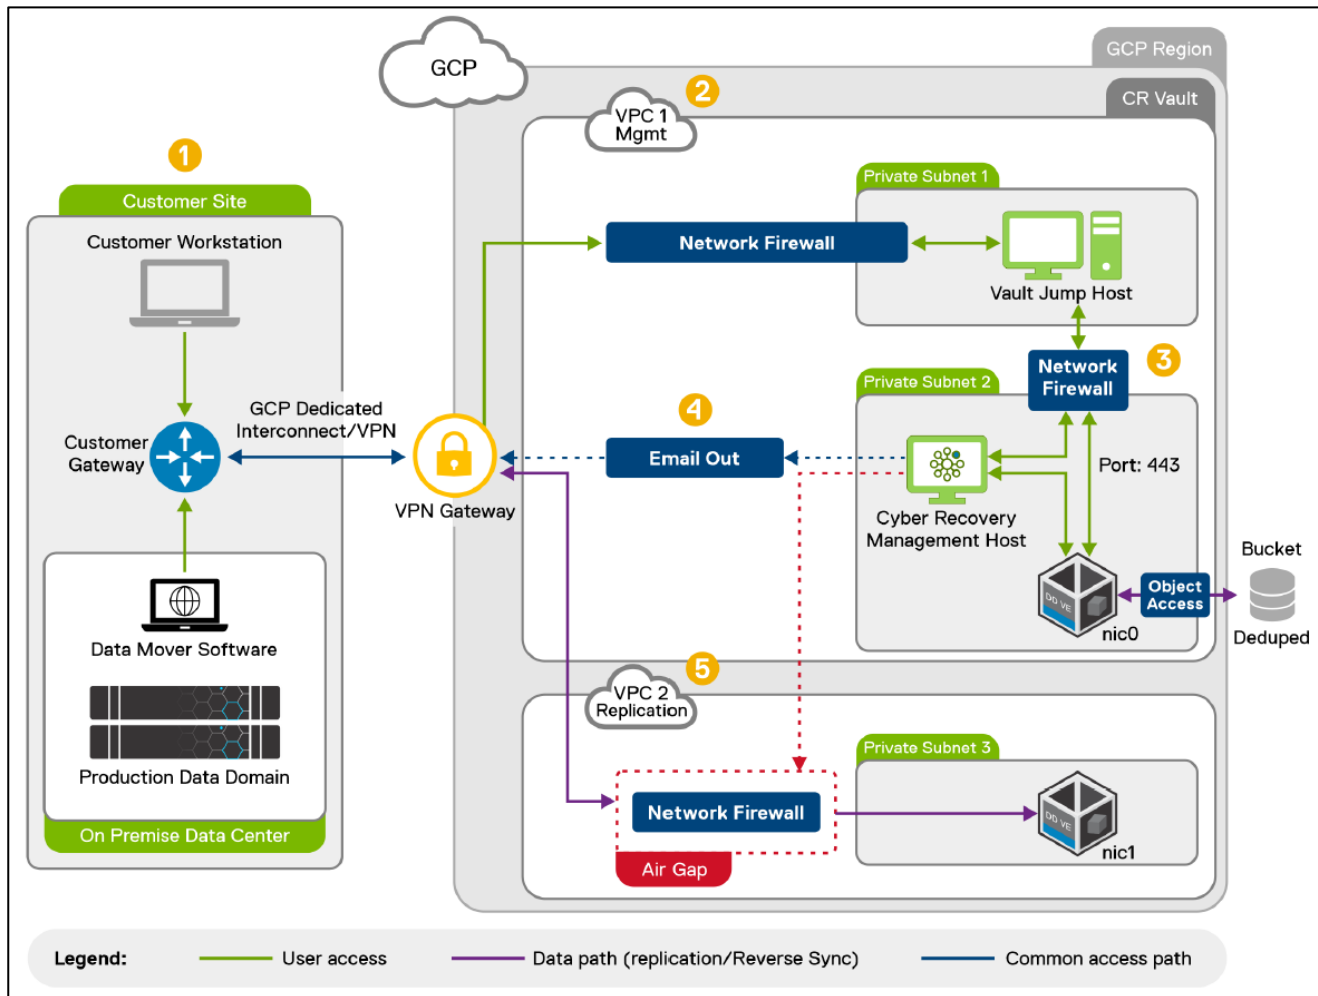 GCP
GCP Region
CR Vault
2
VPC 1
Mgmt
1
Customer Site
Customer Workstation
Private Subnet 1
Network Firewall
Vault Jump Host
Network
Firewall
3
Private Subnet 2
GCP Dedicated
Interconnect/VPN
Customer
Gateway
4
Email Out
VPN Gateway
Port: 443
Cyber Recovery
Management Host
DD VE
nic0
Object
Access
Bucket
Deduped
Data Mover Software
Production Data Domain
On Premise Data Center
5
VPC 2
Replication
Private Subnet 3
Network Firewall
Air Gap
DD VE
nic1
Legend:
User access
Data path (replication/Reverse Sync)
Common access path